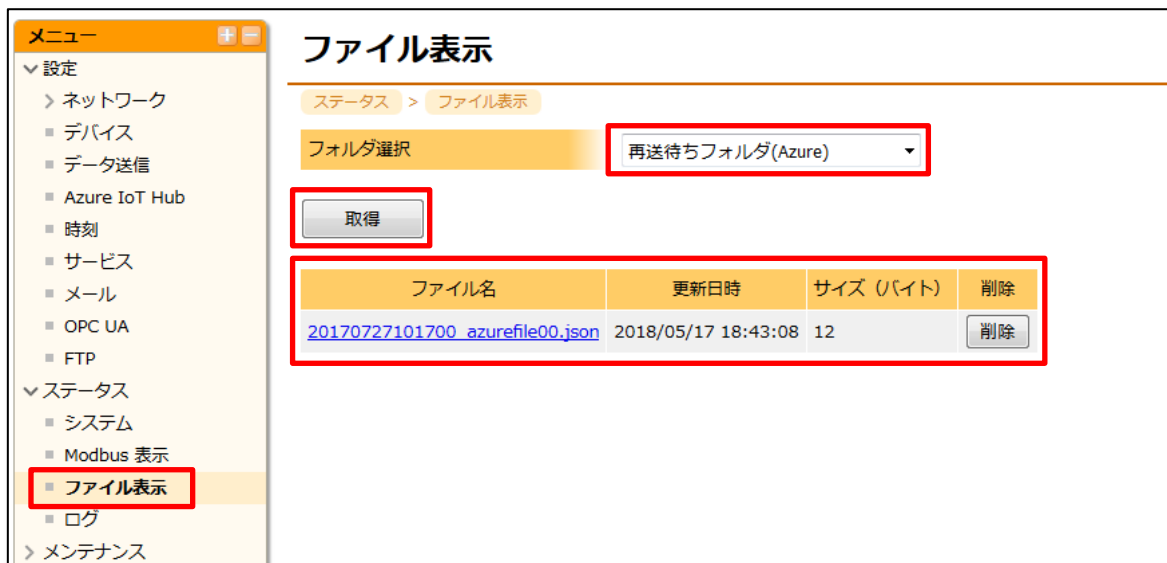 メニュー
設定
ネットワーク
デバイス
データ送信
Azure IoT Hub
時刻
サービス
メール
OPC UA
FTP
ステータス
システム
Modbus 表示
ファイル表示
ログ
メンテナンス
ファイル表示
ステータス > ファイル表示
フォルダ選択 再送待ちフォルダ(Azure)
取得
ファイル名 更新日時 サイズ（バイト） 削除
20170727101700_azurefile00.json 2018/05/17 18:43:08 12 削除